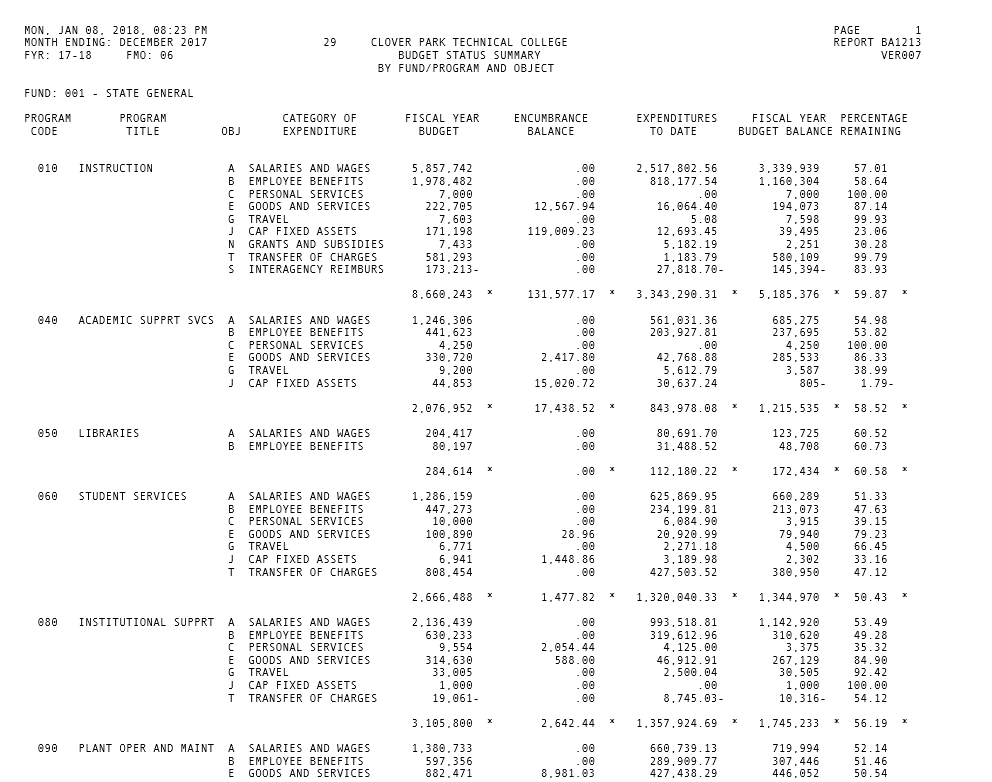 MON, JAN 08, 2018, 08:23 PM PAGE 1
MONTH ENDING: DECEMBER 2017 29 CLOVER PARK TECHNICAL COLLEGE REPORT BA1213
FYR: 17-18 FMO: 06 BUDGET STATUS SUMMARY VER007
BY FUND/PROGRAM AND OBJECT
FUND: 001 - STATE GENERAL
PROGRAM PROGRAM CATEGORY OF FISCAL YEAR ENCUMBRANCE EXPENDITURES FISCAL YEAR PERCENTAGE
CODE TITLE OBJ EXPENDITURE BUDGET BALANCE TO DATE BUDGET BALANCE REMAINING
010 INSTRUCTION A SALARIES AND WAGES 5,857,742 .00 2,517,802.56 3,339,939 57.01
B EMPLOYEE BENEFITS 1,978,482 .00 818,177.54 1,160,304 58.64
C PERSONAL SERVICES 7,000 .00 .00 7,000 100.00
E GOODS AND SERVICES 222,705 12,567.94 16,064.40 194,073 87.14
G TRAVEL 7,603 .00 5.08 7,598 99.93
J CAP FIXED ASSETS 171,198 119,009.23 12,693.45 39,495 23.06
N GRANTS AND SUBSIDIES 7,433 .00 5,182.19 2,251 30.28
T TRANSFER OF CHARGES 581,293 .00 1,183.79 580,109 99.79
S INTERAGENCY REIMBURS 173,213- .00 27,818.70- 145,394- 83.93
8,660,243 * 131,577.17 * 3,343,290.31 * 5,185,376 * 59.87 *
040 ACADEMIC SUPPRT SVCS A SALARIES AND WAGES 1,246,306 .00 561,031.36 685,275 54.98
B EMPLOYEE BENEFITS 441,623 .00 203,927.81 237,695 53.82
C PERSONAL SERVICES 4,250 .00 .00 4,250 100.00
E GOODS AND SERVICES 330,720 2,417.80 42,768.88 285,533 86.33
G TRAVEL 9,200 .00 5,612.79 3,587 38.99
J CAP FIXED ASSETS 44,853 15,020.72 30,637.24 805- 1.79-
2,076,952 * 17,438.52 * 843,978.08 * 1,215,535 * 58.52 *
050 LIBRARIES A SALARIES AND WAGES 204,417 .00 80,691.70 123,725 60.52
B EMPLOYEE BENEFITS 80,197 .00 31,488.52 48,708 60.73
284,614 * .00 * 112,180.22 * 172,434 * 60.58 *
060 STUDENT SERVICES A SALARIES AND WAGES 1,286,159 .00 625,869.95 660,289 51.33
B EMPLOYEE BENEFITS 447,273 .00 234,199.81 213,073 47.63
C PERSONAL SERVICES 10,000 .00 6,084.90 3,915 39.15
E GOODS AND SERVICES 100,890 28.96 20,920.99 79,940 79.23
G TRAVEL 6,771 .00 2,271.18 4,500 66.45
J CAP FIXED ASSETS 6,941 1,448.86 3,189.98 2,302 33.16
T TRANSFER OF CHARGES 808,454 .00 427,503.52 380,950 47.12
2,666,488 * 1,477.82 * 1,320,040.33 * 1,344,970 * 50.43 *
080 INSTITUTIONAL SUPPRT A SALARIES AND WAGES 2,136,439 .00 993,518.81 1,142,920 53.49
B EMPLOYEE BENEFITS 630,233 .00 319,612.96 310,620 49.28
C PERSONAL SERVICES 9,554 2,054.44 4,125.00 3,375 35.32
E GOODS AND SERVICES 314,630 588.00 46,912.91 267,129 84.90
G TRAVEL 33,005 .00 2,500.04 30,505 92.42
J CAP FIXED ASSETS 1,000 .00 .00 1,000 100.00
T TRANSFER OF CHARGES 19,061- .00 8,745.03- 10,316- 54.12
3,105,800 * 2,642.44 * 1,357,924.69 * 1,745,233 * 56.19 *
090 PLANT OPER AND MAINT A SALARIES AND WAGES 1,380,733 .00 660,739.13 719,994 52.14
B EMPLOYEE BENEFITS 597,356 .00 289,909.77 307,446 51.46
E GOODS AND SERVICES 882,471 8,981.03 427,438.29 446,052 50.54